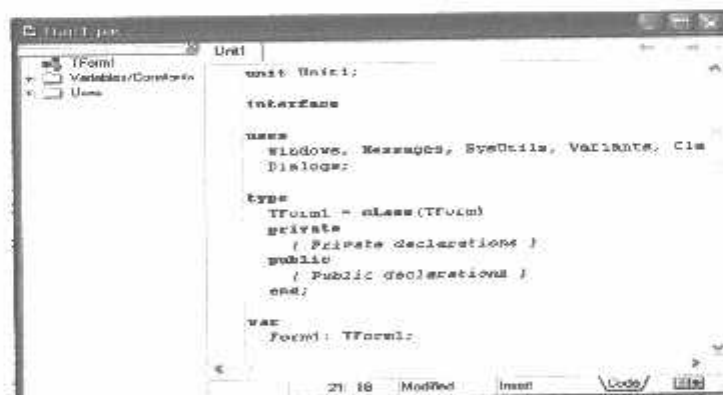 Unit1
TForm1
Variables/Constants
Uses
unit Unit1;
interface
uses
Windows, Messages, SysUtils, Variants, Cla
Dialogs;
type
TForm1 = class(TForm)
private
{ Private declarations }
public
{ Public declarations }
end;
var
Form1: TForm1;
21: 18 Modified Insert Code